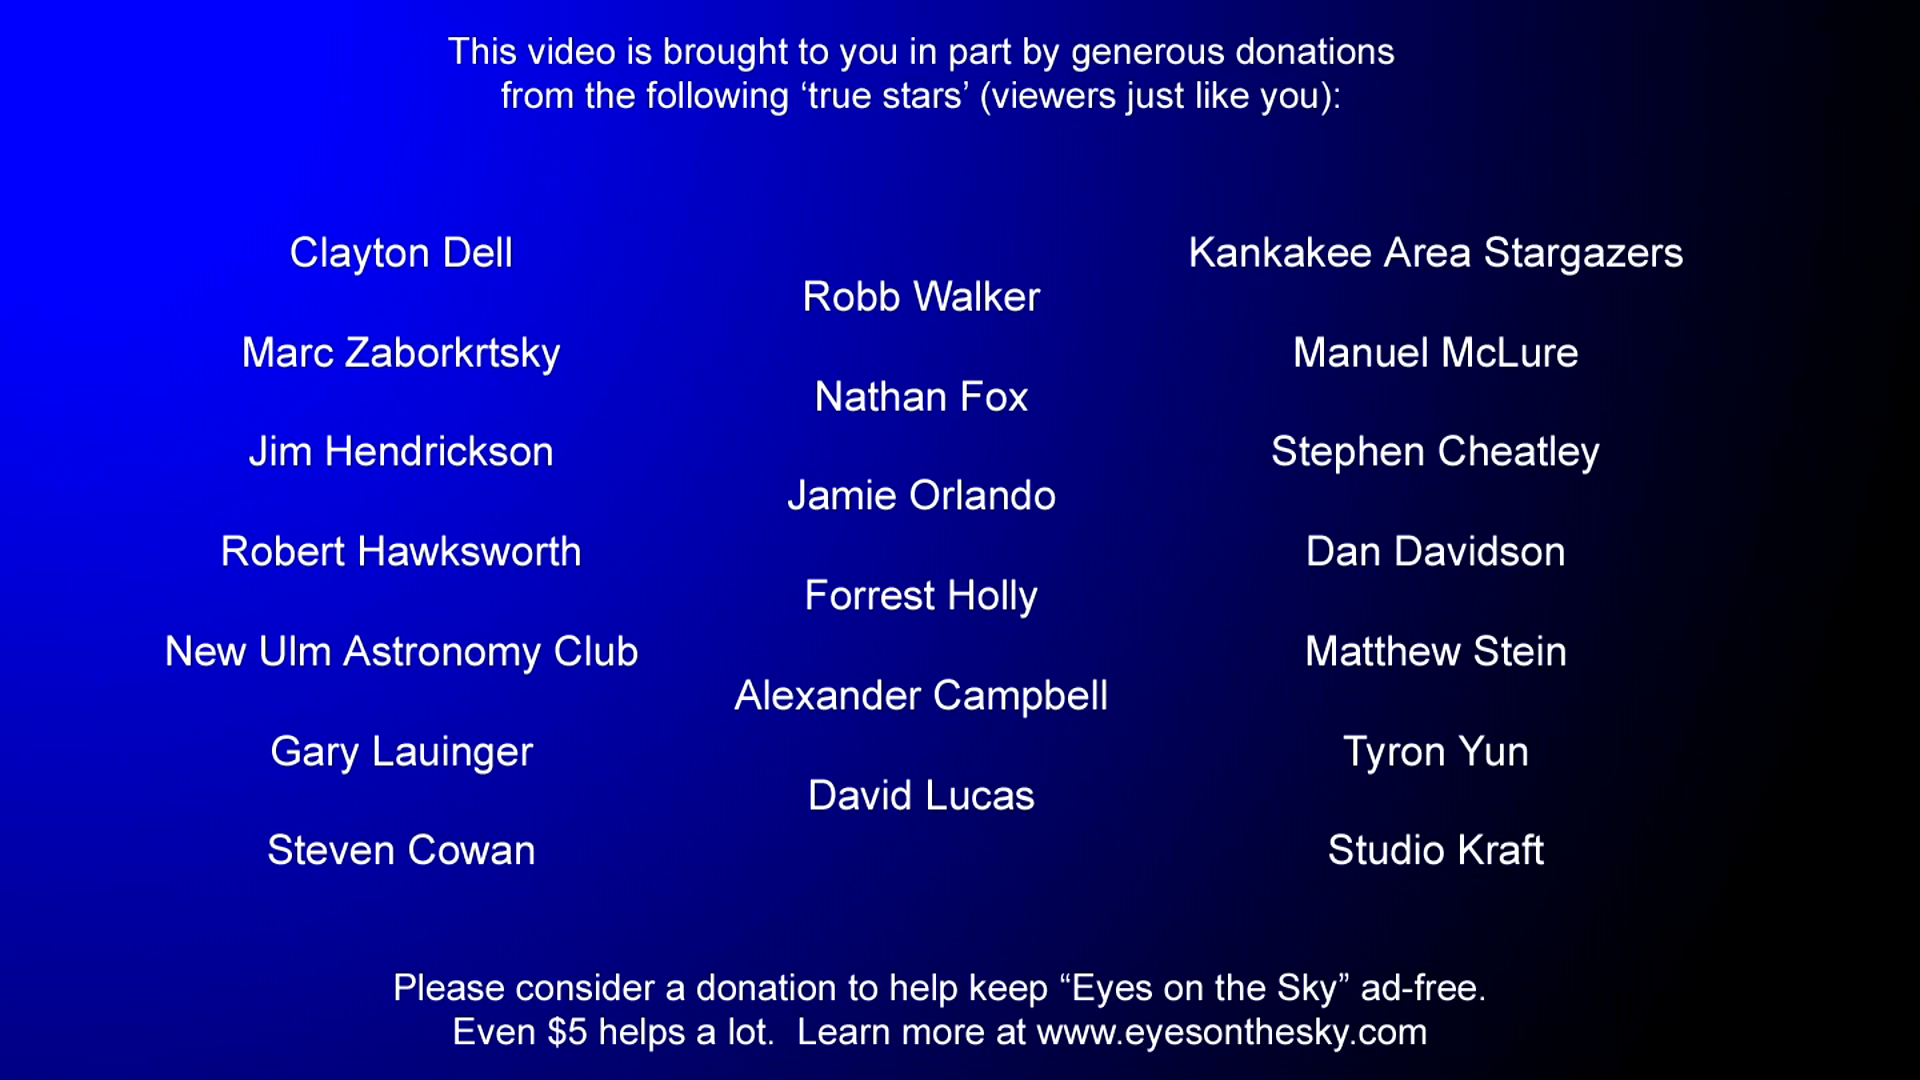 This video is brought to you in part by generous donations
from the following ‘true stars’ (viewers just like you):
Clayton Dell
Marc Zaborkrtsky
Jim Hendrickson
Robert Hawksworth
New Ulm Astronomy Club
Gary Lauinger
Steven Cowan
Robb Walker
Nathan Fox
Jamie Orlando
Forrest Holly
Alexander Campbell
David Lucas
Kankakee Area Stargazers
Manuel McLure
Stephen Cheatley
Dan Davidson
Matthew Stein
Tyron Yun
Studio Kraft
Please consider a donation to help keep “Eyes on the Sky” ad-free.
Even $5 helps a lot.  Learn more at www.eyesonthesky.com